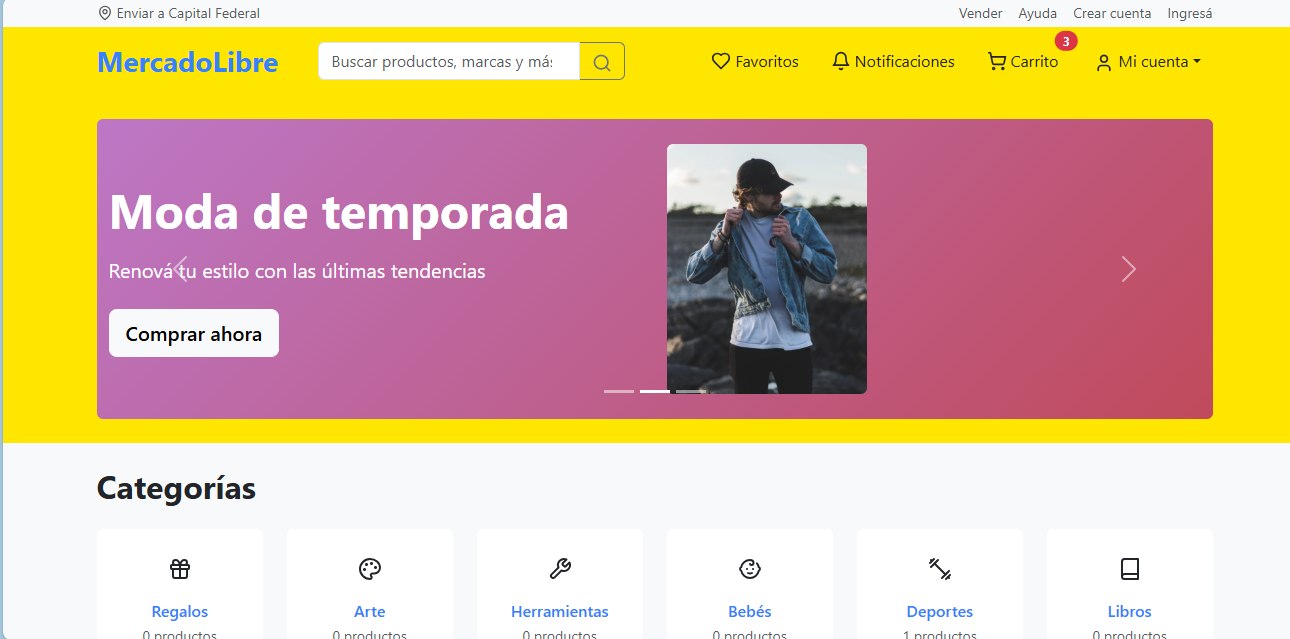 Enviar a Capital Federal
Vender Ayuda Crear cuenta Ingresá
MercadoLibre
Buscar productos, marcas y más
Favoritos
Notificaciones
Carrito
3
Mi cuenta
Moda de temporada
Renová tu estilo con las últimas tendencias
Comprar ahora
Categorías
Regalos
0 productos
Arte
0 productos
Herramientas
0 productos
Bebés
0 productos
Deportes
1 productos
Libros
0 productos